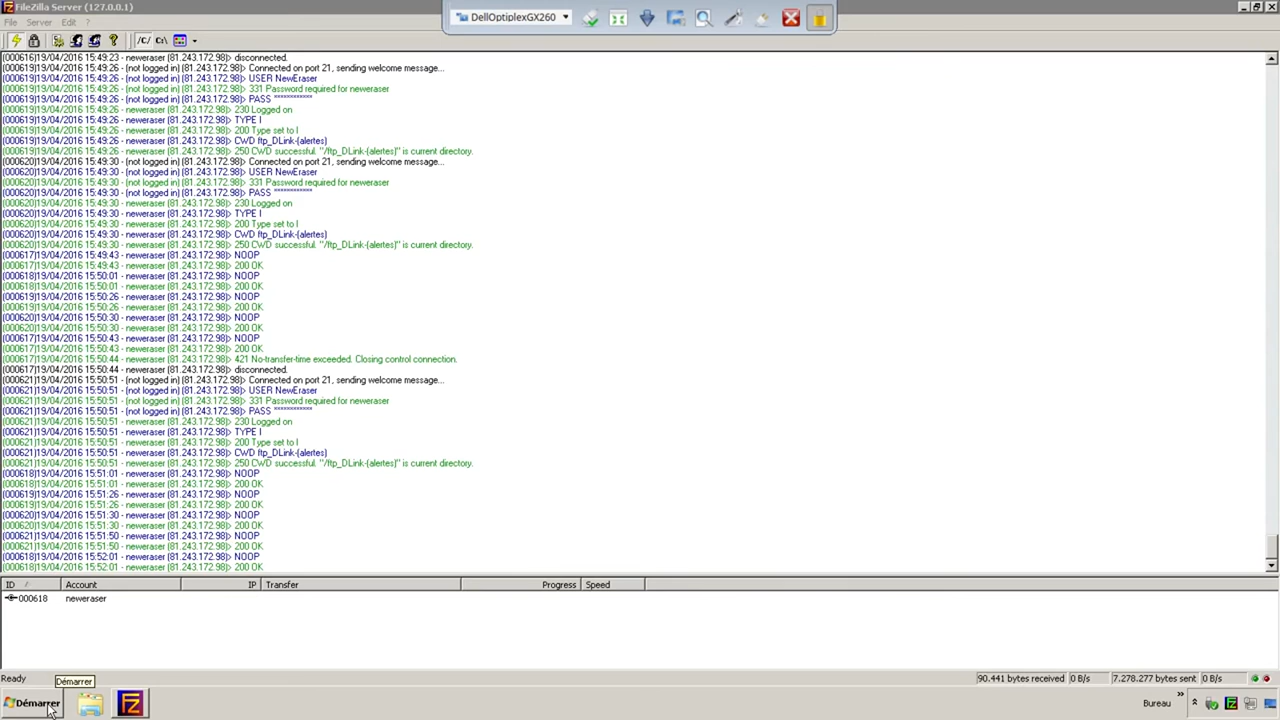 FileZilla Server (127.0.0.1)
DellOptiplexGX260
File Server Edit ?
/C/ C:\
(000616)19/04/2016 15:49:23 - neweraser (81.243.172.98)> disconnected.
(000619)19/04/2016 15:49:26 - (not logged in) (81.243.172.98)> Connected on port 21, sending welcome message...
(000619)19/04/2016 15:49:26 - (not logged in) (81.243.172.98)> USER NewEraser
(000619)19/04/2016 15:49:26 - (not logged in) (81.243.172.98)> 331 Password required for neweraser
(000619)19/04/2016 15:49:26 - (not logged in) (81.243.172.98)> PASS ************
(000619)19/04/2016 15:49:26 - neweraser (81.243.172.98)> 230 Logged on
(000619)19/04/2016 15:49:26 - neweraser (81.243.172.98)> TYPE I
(000619)19/04/2016 15:49:26 - neweraser (81.243.172.98)> 200 Type set to I
(000619)19/04/2016 15:49:26 - neweraser (81.243.172.98)> CWD ftp_DLink-(alertes)
(000619)19/04/2016 15:49:26 - neweraser (81.243.172.98)> 250 CWD successful. "/ftp_DLink-(alertes)" is current directory.
(000620)19/04/2016 15:49:30 - (not logged in) (81.243.172.98)> Connected on port 21, sending welcome message...
(000620)19/04/2016 15:49:30 - (not logged in) (81.243.172.98)> USER NewEraser
(000620)19/04/2016 15:49:30 - (not logged in) (81.243.172.98)> 331 Password required for neweraser
(000620)19/04/2016 15:49:30 - (not logged in) (81.243.172.98)> PASS ************
(000620)19/04/2016 15:49:30 - neweraser (81.243.172.98)> 230 Logged on
(000620)19/04/2016 15:49:30 - neweraser (81.243.172.98)> TYPE I
(000620)19/04/2016 15:49:30 - neweraser (81.243.172.98)> 200 Type set to I
(000620)19/04/2016 15:49:30 - neweraser (81.243.172.98)> CWD ftp_DLink-(alertes)
(000620)19/04/2016 15:49:30 - neweraser (81.243.172.98)> 250 CWD successful. "/ftp_DLink-(alertes)" is current directory.
(000617)19/04/2016 15:49:43 - neweraser (81.243.172.98)> NOOP
(000617)19/04/2016 15:49:43 - neweraser (81.243.172.98)> 200 OK
(000618)19/04/2016 15:50:01 - neweraser (81.243.172.98)> NOOP
(000618)19/04/2016 15:50:01 - neweraser (81.243.172.98)> 200 OK
(000619)19/04/2016 15:50:26 - neweraser (81.243.172.98)> NOOP
(000619)19/04/2016 15:50:26 - neweraser (81.243.172.98)> 200 OK
(000620)19/04/2016 15:50:30 - neweraser (81.243.172.98)> NOOP
(000620)19/04/2016 15:50:30 - neweraser (81.243.172.98)> 200 OK
(000617)19/04/2016 15:50:43 - neweraser (81.243.172.98)> NOOP
(000617)19/04/2016 15:50:43 - neweraser (81.243.172.98)> 200 OK
(000617)19/04/2016 15:50:44 - neweraser (81.243.172.98)> 421 No-transfer-time exceeded. Closing control connection.
(000617)19/04/2016 15:50:44 - neweraser (81.243.172.98)> disconnected.
(000621)19/04/2016 15:50:51 - (not logged in) (81.243.172.98)> Connected on port 21, sending welcome message...
(000621)19/04/2016 15:50:51 - (not logged in) (81.243.172.98)> USER NewEraser
(000621)19/04/2016 15:50:51 - (not logged in) (81.243.172.98)> 331 Password required for neweraser
(000621)19/04/2016 15:50:51 - (not logged in) (81.243.172.98)> PASS ************
(000621)19/04/2016 15:50:51 - neweraser (81.243.172.98)> 230 Logged on
(000621)19/04/2016 15:50:51 - neweraser (81.243.172.98)> TYPE I
(000621)19/04/2016 15:50:51 - neweraser (81.243.172.98)> 200 Type set to I
(000621)19/04/2016 15:50:51 - neweraser (81.243.172.98)> CWD ftp_DLink-(alertes)
(000621)19/04/2016 15:50:51 - neweraser (81.243.172.98)> 250 CWD successful. "/ftp_DLink-(alertes)" is current directory.
(000618)19/04/2016 15:51:01 - neweraser (81.243.172.98)> NOOP
(000618)19/04/2016 15:51:01 - neweraser (81.243.172.98)> 200 OK
(000619)19/04/2016 15:51:26 - neweraser (81.243.172.98)> NOOP
(000619)19/04/2016 15:51:26 - neweraser (81.243.172.98)> 200 OK
(000620)19/04/2016 15:51:30 - neweraser (81.243.172.98)> NOOP
(000620)19/04/2016 15:51:30 - neweraser (81.243.172.98)> 200 OK
(000621)19/04/2016 15:51:50 - neweraser (81.243.172.98)> NOOP
(000621)19/04/2016 15:51:50 - neweraser (81.243.172.98)> 200 OK
(000618)19/04/2016 15:52:01 - neweraser (81.243.172.98)> NOOP
(000618)19/04/2016 15:52:01 - neweraser (81.243.172.98)> 200 OK
ID Account IP Transfer Progress Speed
000618 neweraser
Ready 90.441 bytes received 0 B/s 7.278.277 bytes sent 0 B/s
Démarrer
Démarrer
Bureau